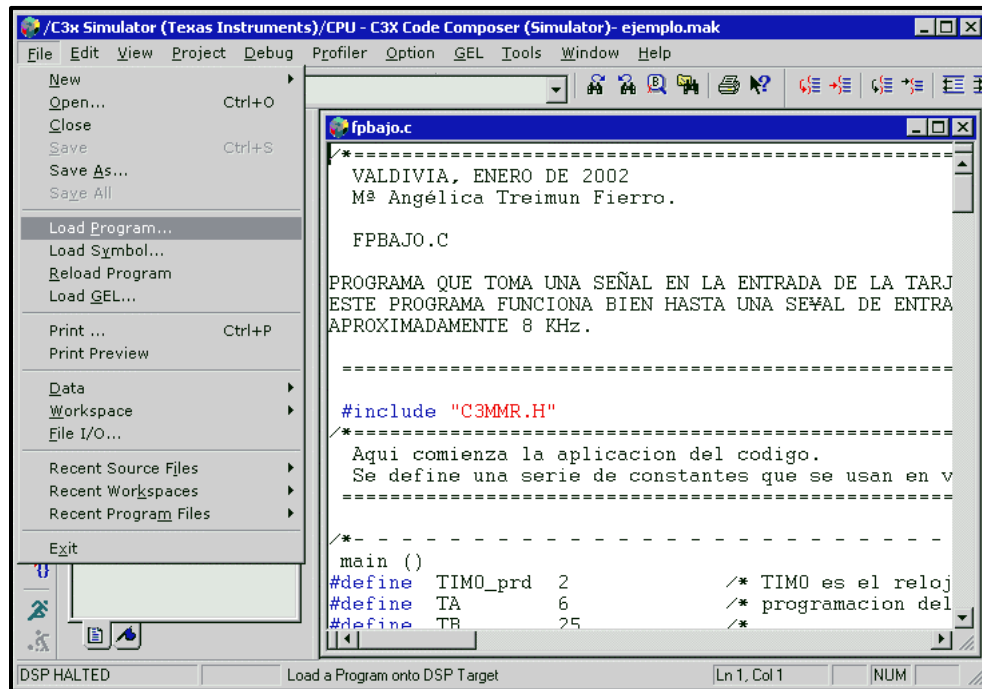 /C3x Simulator (Texas Instruments)/CPU - C3X Code Composer (Simulator)- ejemplo.mak
File Edit View Project Debug Profiler Option GEL Tools Window Help
New
Open... Ctrl+O
Close
Save Ctrl+S
Save As...
Save All
Load Program...
Load Symbol...
Reload Program
Load GEL...
Print ... Ctrl+P
Print Preview
Data
Workspace
File I/O...
Recent Source Files
Recent Workspaces
Recent Program Files
Exit
fpbajo.c
/*==================================================
VALDIVIA, ENERO DE 2002
Mª Angélica Treimun Fierro.
FPBAJO.C
PROGRAMA QUE TOMA UNA SEÑAL EN LA ENTRADA DE LA TARJ
ESTE PROGRAMA FUNCIONA BIEN HASTA UNA SE¥AL DE ENTRA
APROXIMADAMENTE 8 KHz.
===================================================
#include "C3MMR.H"
/*==================================================
Aqui comienza la aplicacion del codigo.
Se define una serie de constantes que se usan en v
===================================================
/*- - - - - - - - - - - - - - - - - - - - - - - - -
main ()
#define TIM0_prd 2 /* TIM0 es el reloj
#define TA 6 /* programacion del
#define TB 25 /*
DSP HALTED Load a Program onto DSP Target Ln 1, Col 1 NUM